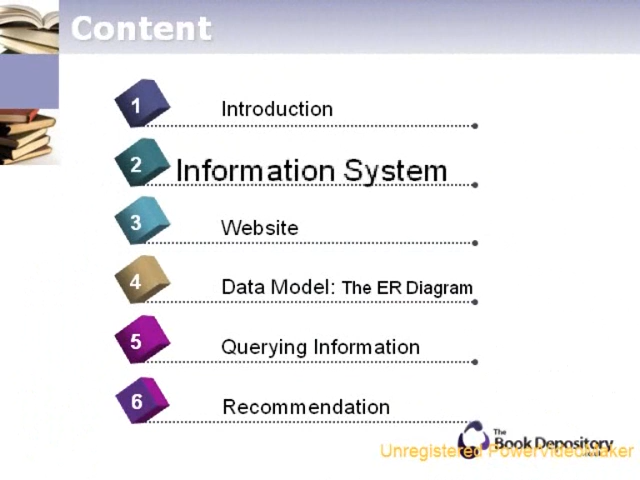 Content
1 Introduction
2 Information System
3 Website
4 Data Model: The ER Diagram
5 Querying Information
6 Recommendation
The
Book Depository
Unregistered PowerVideoMaker